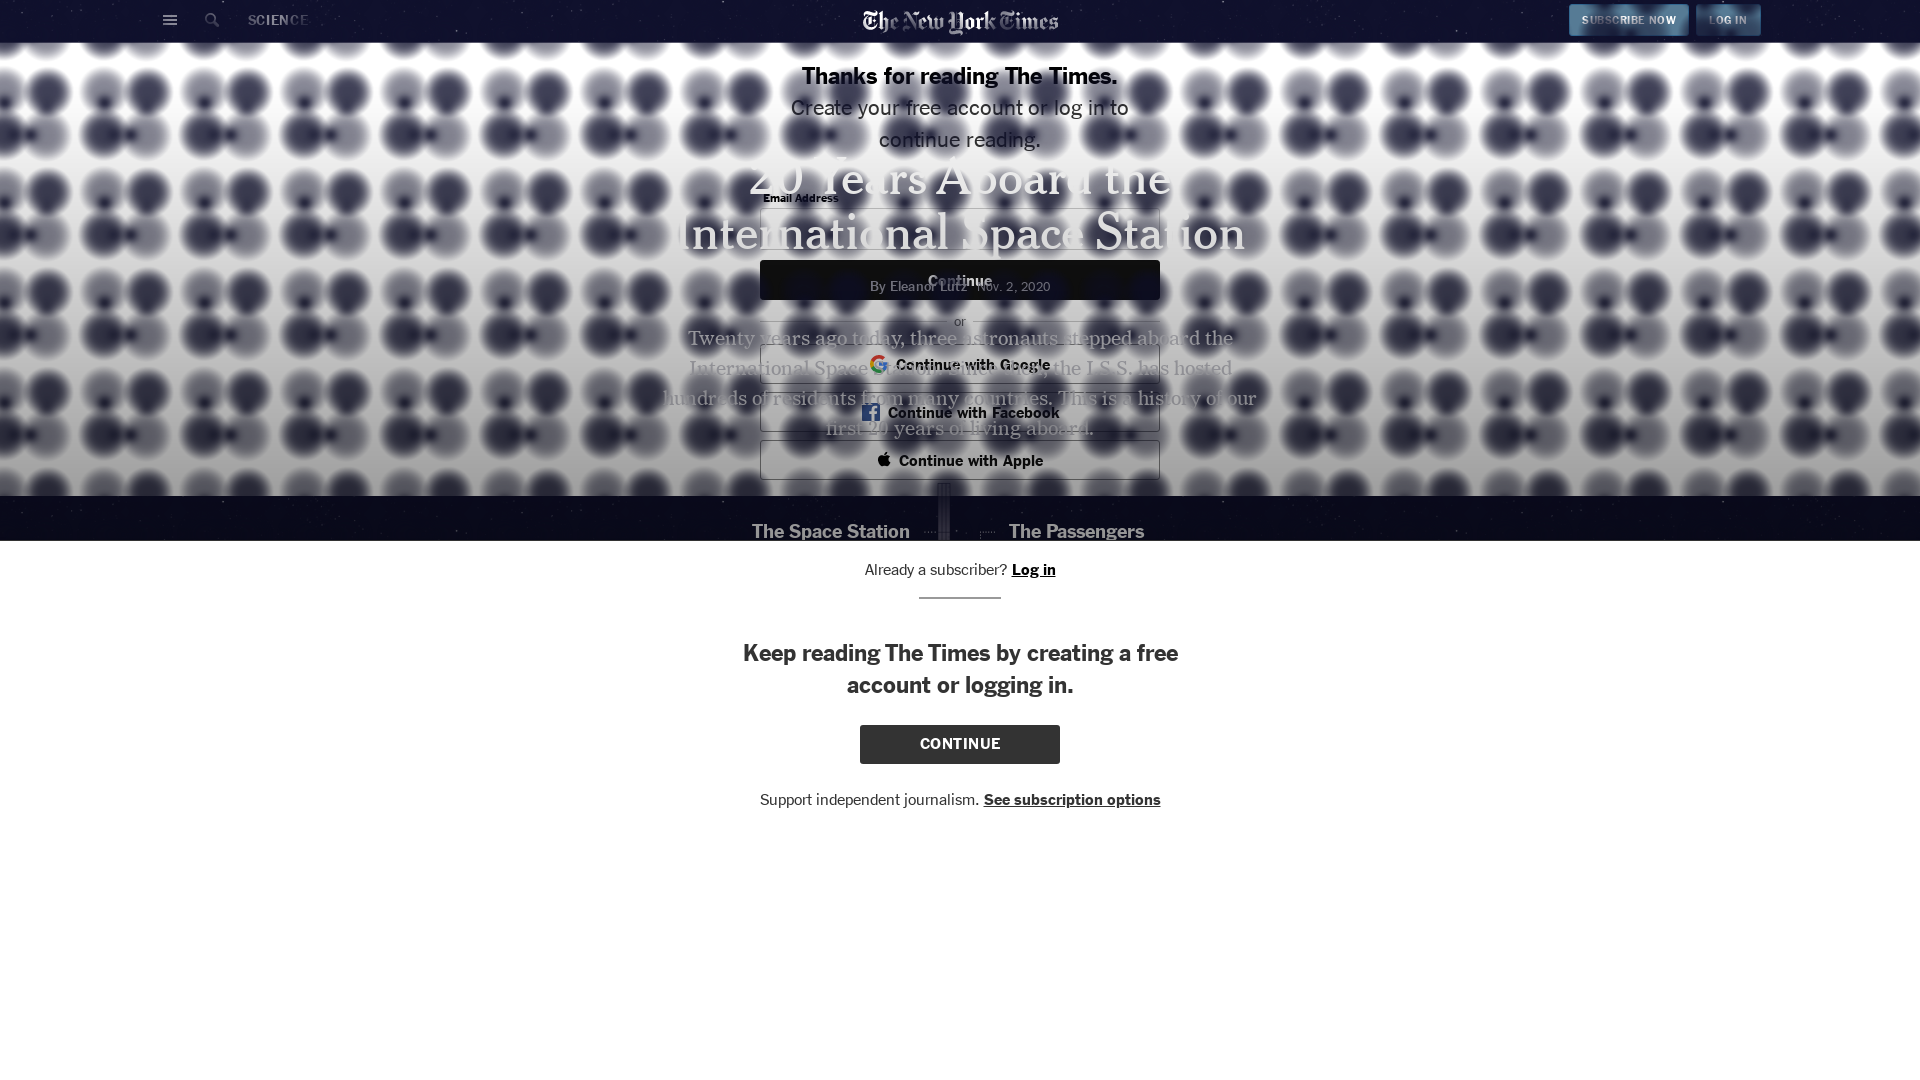 SCIENCE
The New York Times
SUBSCRIBE NOW
LOG IN
Thanks for reading The Times.
Create your free account or log in to
continue reading.
20 Years Aboard the
International Space Station
Email Address
Continue
By Eleanor Lutz Nov. 2, 2020
or
Twenty years ago today, three astronauts stepped aboard the
International Space Station. Since then, the I.S.S. has hosted
hundreds of residents from many countries. This is a history of our
first 20 years of living aboard.
Continue with Google
Continue with Facebook
Continue with Apple
The Space Station
The Passengers
Already a subscriber? Log in
Keep reading The Times by creating a free
account or logging in.
CONTINUE
Support independent journalism. See subscription options